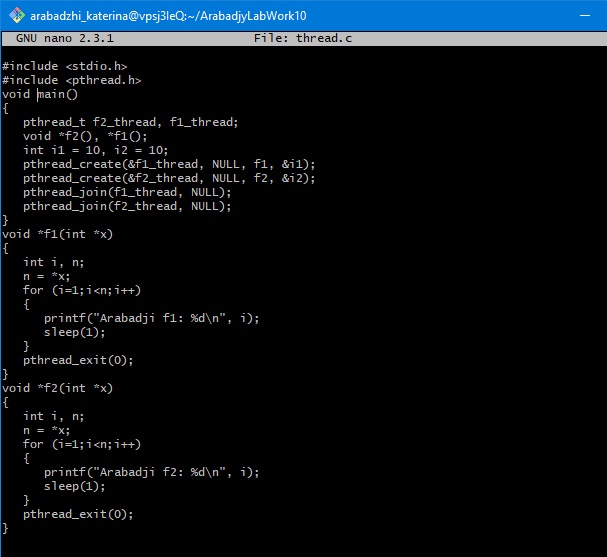 arabadzhi_katerina@vpsj3IeQ:~/ArabadjyLabWork10
GNU nano 2.3.1 File: thread.c
#include <stdio.h>
#include <pthread.h>
void main()
{
   pthread_t f2_thread, f1_thread;
   void *f2(), *f1();
   int i1 = 10, i2 = 10;
   pthread_create(&f1_thread, NULL, f1, &i1);
   pthread_create(&f2_thread, NULL, f2, &i2);
   pthread_join(f1_thread, NULL);
   pthread_join(f2_thread, NULL);
}
void *f1(int *x)
{
   int i, n;
   n = *x;
   for (i=1;i<n;i++)
   {
      printf("Arabadji f1: %d\n", i);
      sleep(1);
   }
   pthread_exit(0);
}
void *f2(int *x)
{
   int i, n;
   n = *x;
   for (i=1;i<n;i++)
   {
      printf("Arabadji f2: %d\n", i);
      sleep(1);
   }
   pthread_exit(0);
}